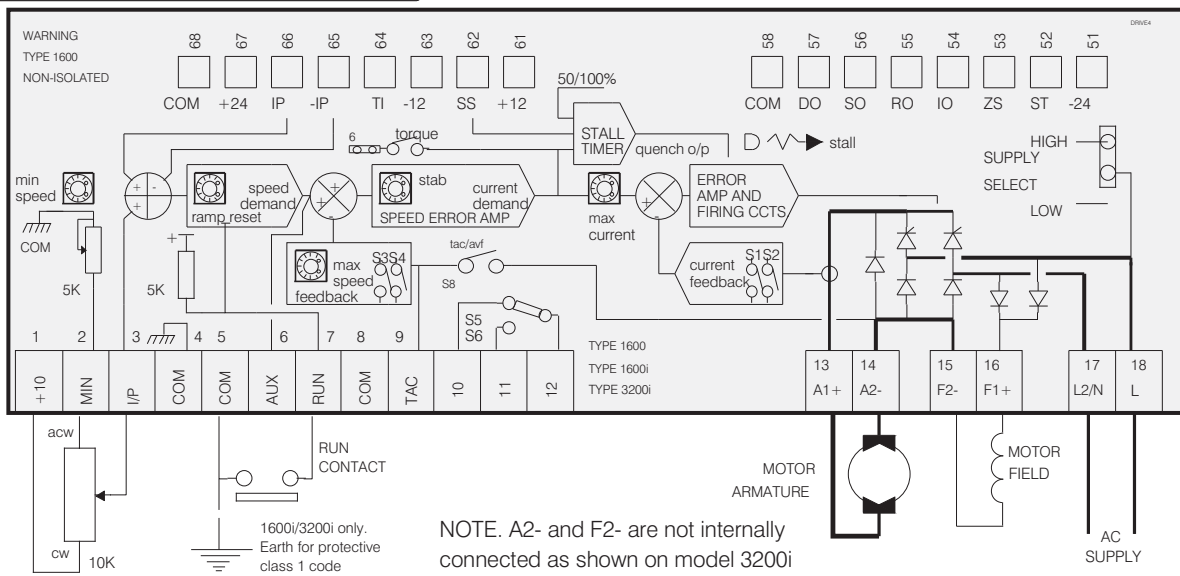 DRIVE4
WARNING
TYPE 1600
NON-ISOLATED
68 67 66 65 64 63 62 61
COM +24 IP -IP TI -12 SS +12
58 57 56 55 54 53 52 51
COM DO SO RO IO ZS ST -24
50/100%
STALL
TIMER
quench o/p
stall
HIGH
SUPPLY
SELECT
LOW
6
torque
min
speed
COM
5K
+ -
+
ramp reset
speed
demand
+
+
-
stab
current
demand
SPEED ERROR AMP
max
current
+
-
ERROR
AMP AND
FIRING CCTS
+
5K
max
speed
feedback
S3S4
tac/avf
S8
current
feedback
S1S2
S5
S6
TYPE 1600
TYPE 1600i
TYPE 3200i
1 2 3 4 5 6 7 8 9
+10 MIN I/P COM COM AUX RUN COM TAC 10 11 12
13 14 15 16 17 18
A1+ A2- F2- F1+ L2/N L
acw
cw
10K
RUN
CONTACT
1600i/3200i only.
Earth for protective
class 1 code
MOTOR
ARMATURE
MOTOR
FIELD
AC
SUPPLY
NOTE. A2- and F2- are not internally
connected as shown on model 3200i